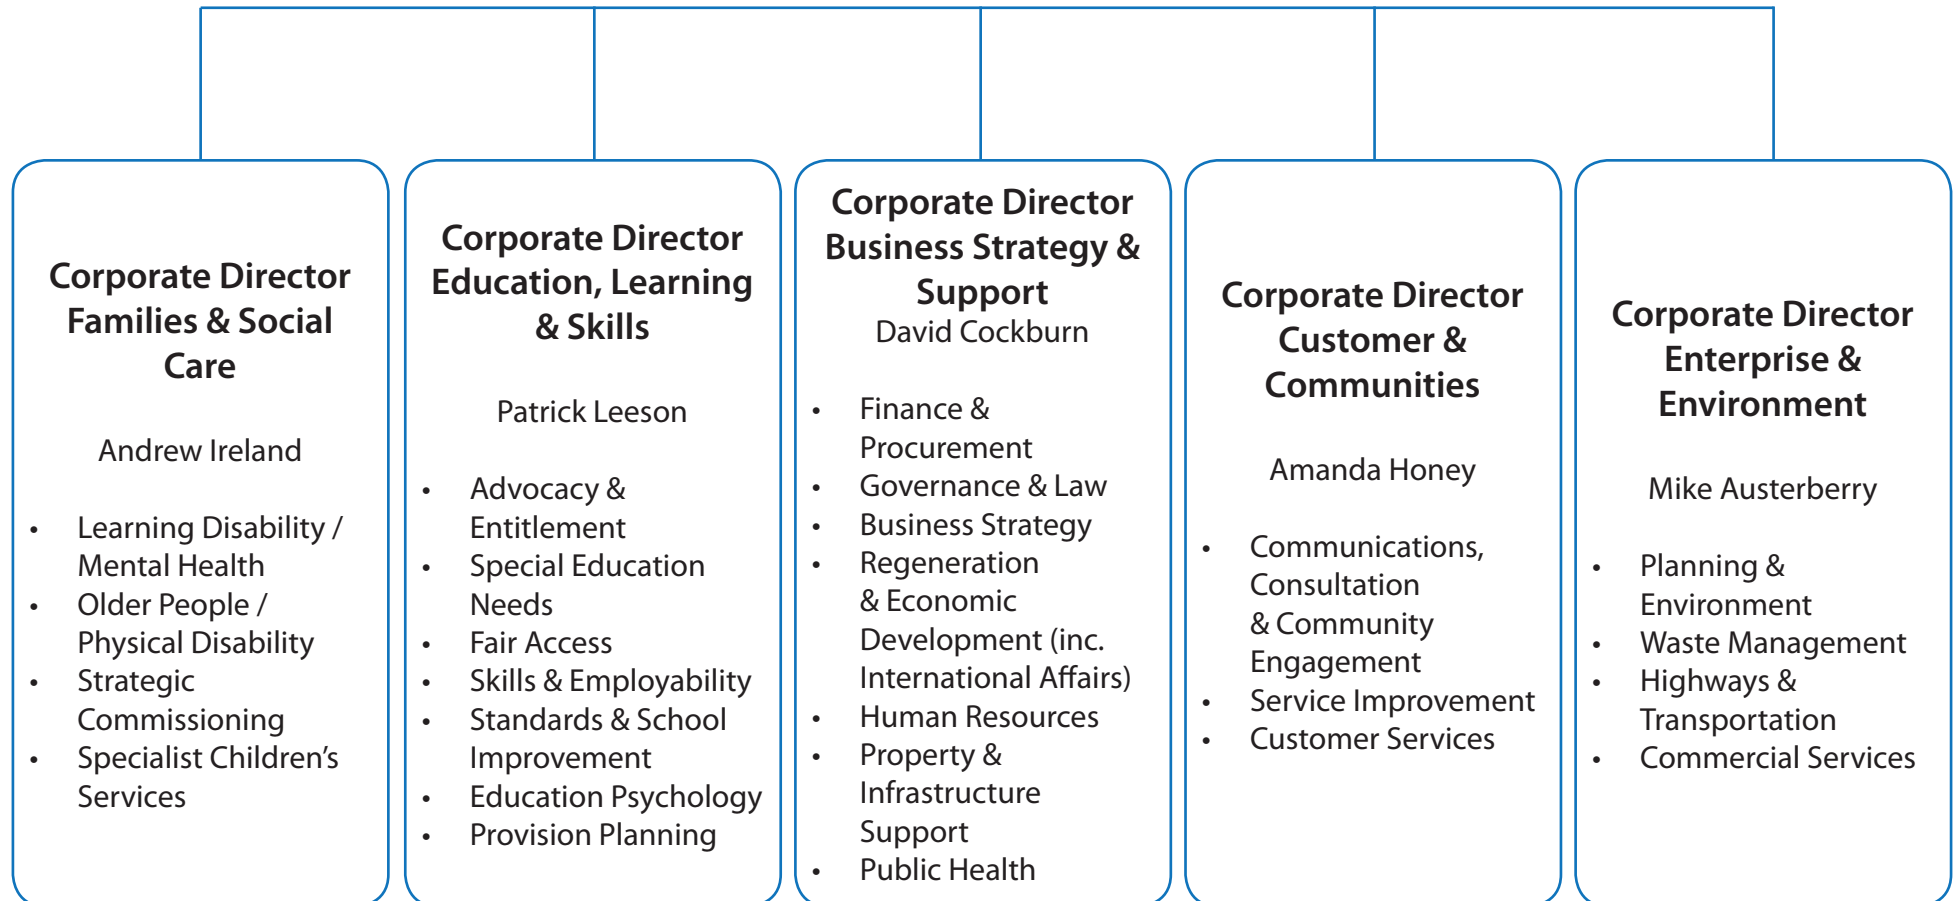 Corporate Director
Families & Social
Care
Andrew Ireland
• Learning Disability /
Mental Health
• Older People /
Physical Disability
• Strategic
Commissioning
• Specialist Children’s
Services
Corporate Director
Education, Learning
& Skills
Patrick Leeson
• Advocacy &
Entitlement
• Special Education
Needs
• Fair Access
• Skills & Employability
• Standards & School
Improvement
• Education Psychology
• Provision Planning
Corporate Director
Business Strategy &
Support
David Cockburn
• Finance &
Procurement
• Governance & Law
• Business Strategy
• Regeneration
& Economic
Development (inc.
International Affairs)
• Human Resources
• Property &
Infrastructure
Support
• Public Health
Corporate Director
Customer &
Communities
Amanda Honey
• Communications,
Consultation
& Community
Engagement
• Service Improvement
• Customer Services
Corporate Director
Enterprise &
Environment
Mike Austerberry
• Planning &
Environment
• Waste Management
• Highways &
Transportation
• Commercial Services